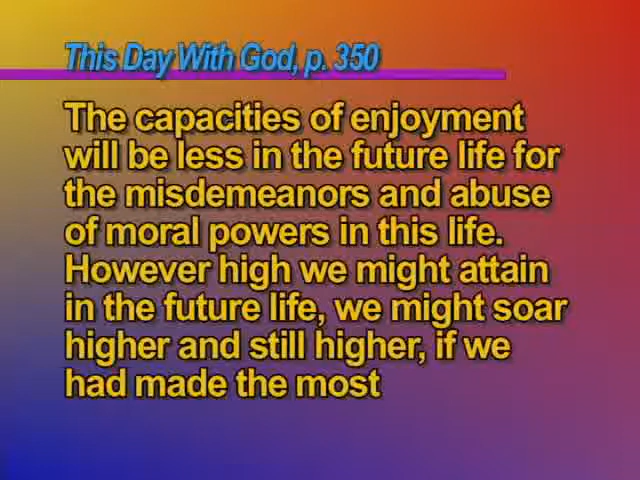 This Day With God, p. 350
The capacities of enjoyment
will be less in the future life for
the misdemeanors and abuse
of moral powers in this life.
However high we might attain
in the future life, we might soar
higher and still higher, if we
had made the most